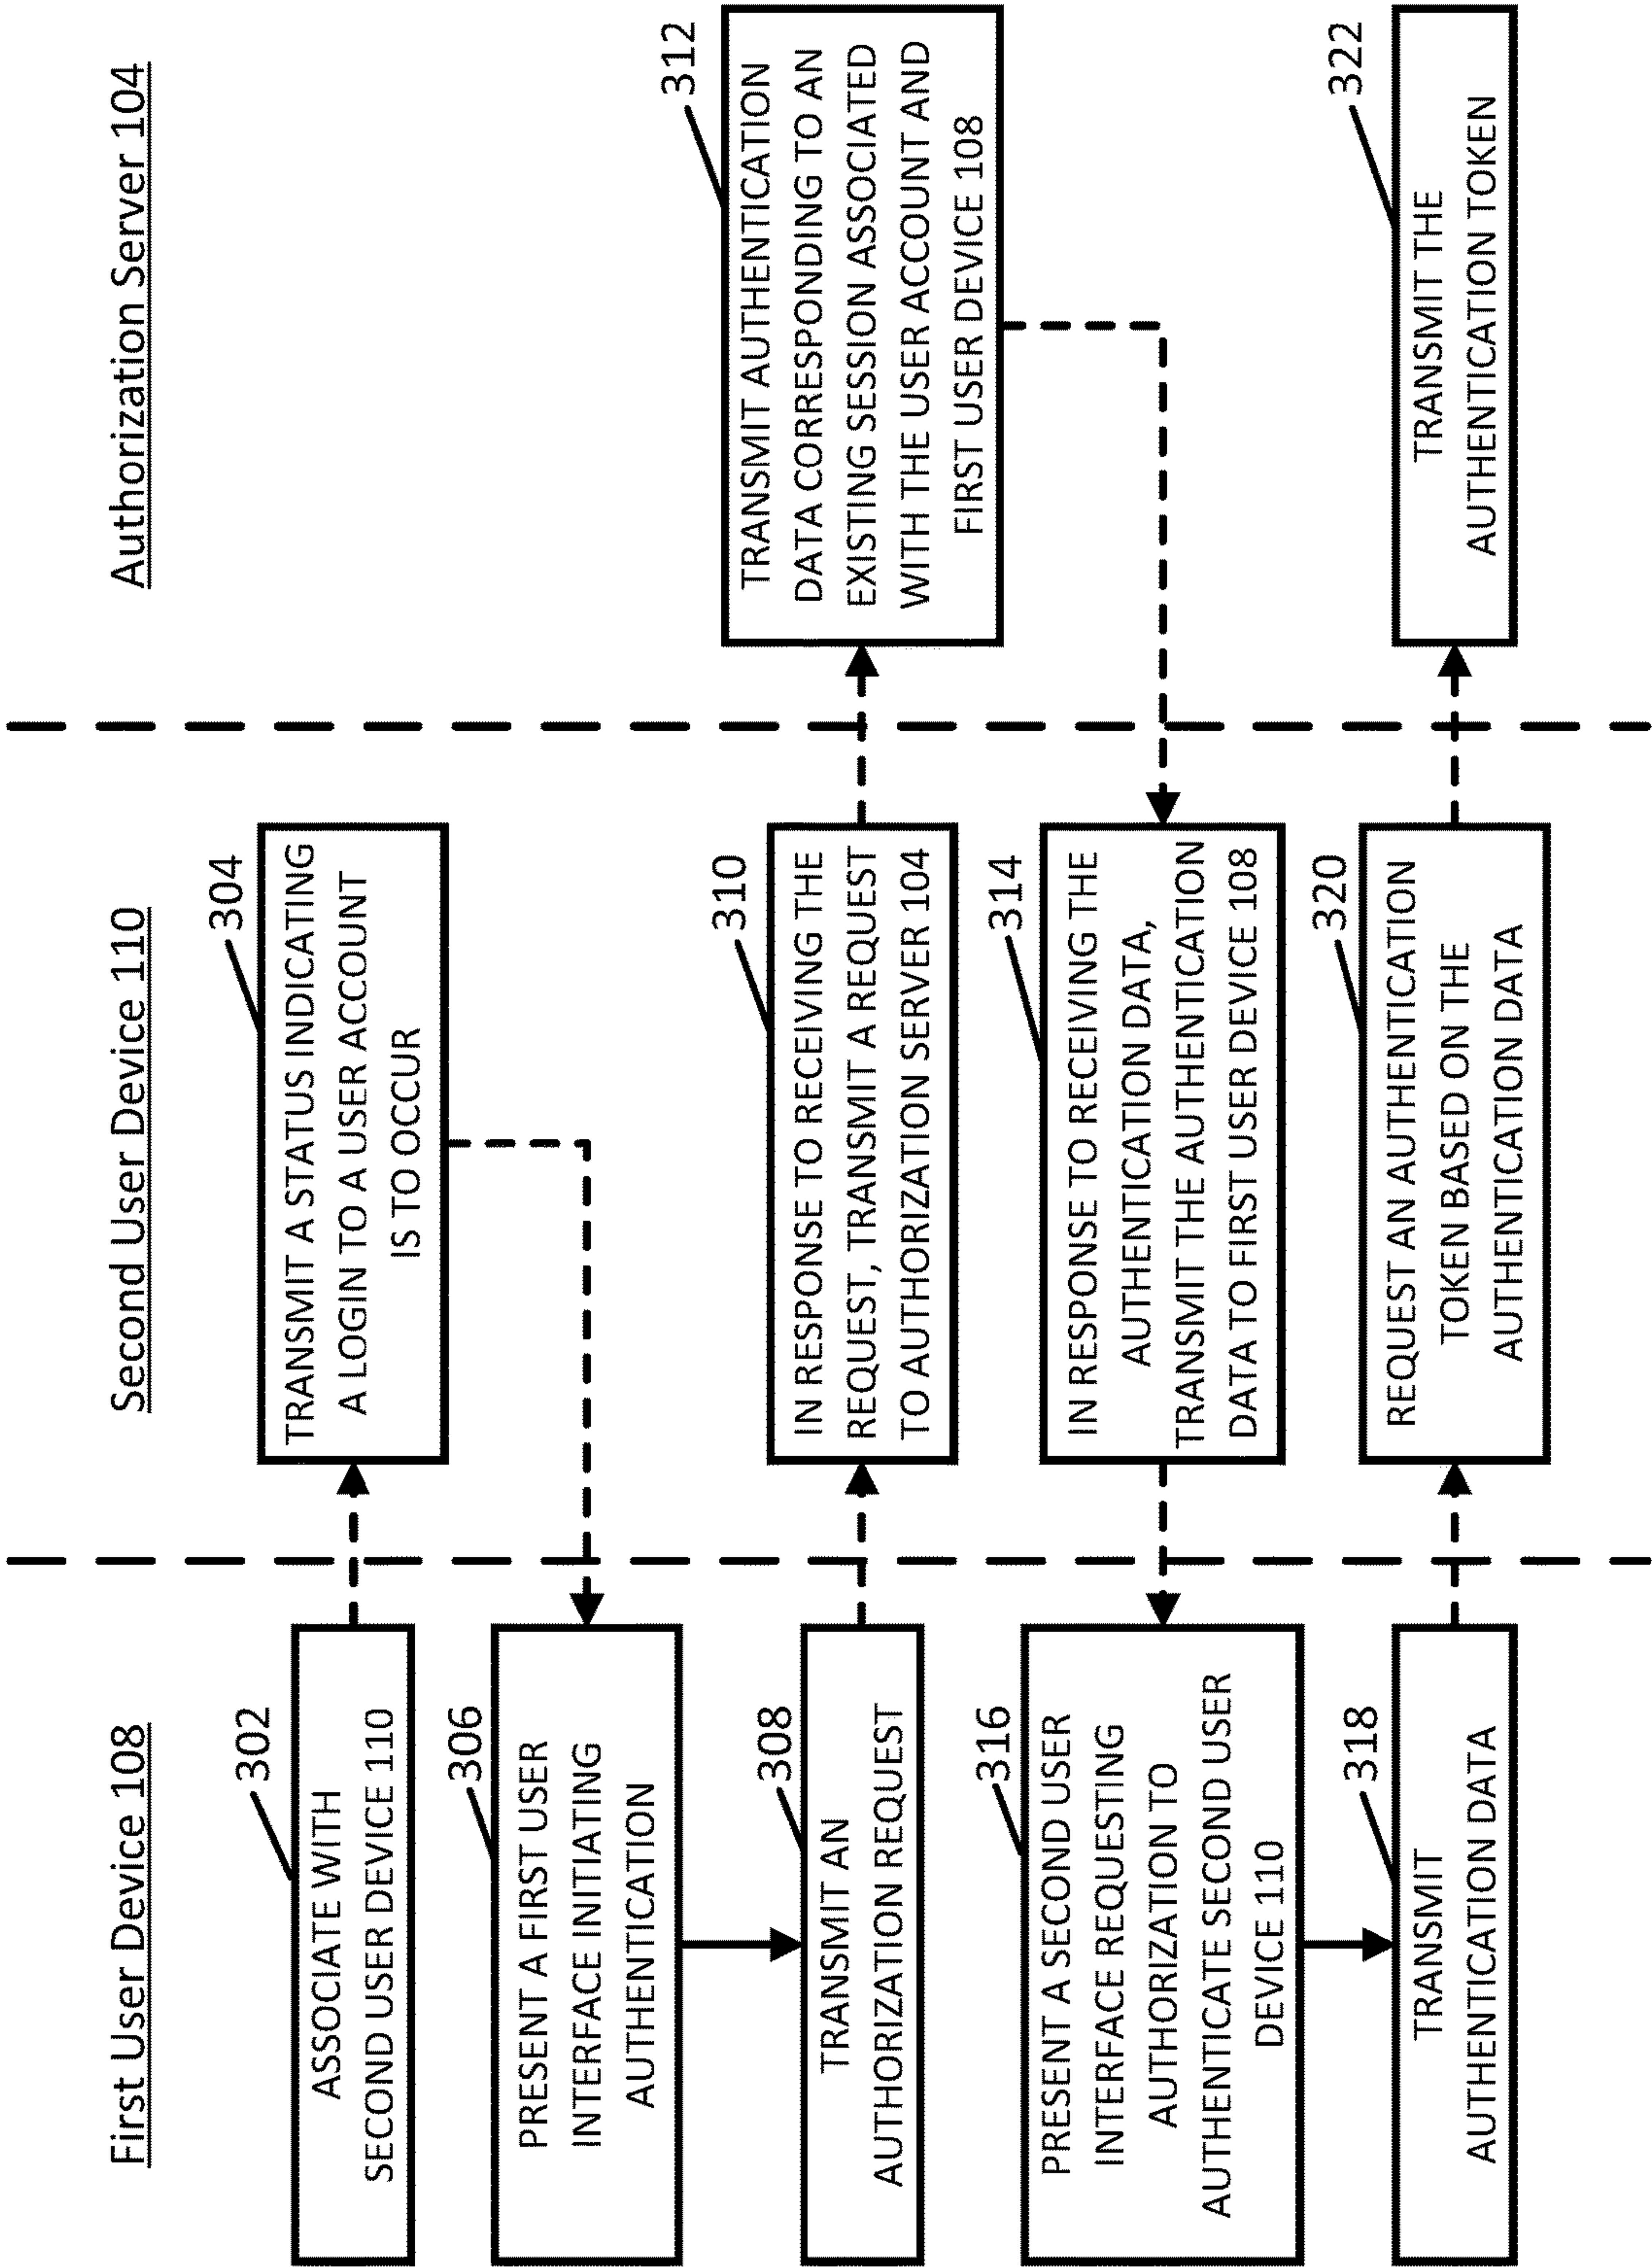 First User Device 108
Second User Device 110
Authorization Server 104
302
ASSOCIATE WITH
SECOND USER DEVICE 110
304
TRANSMIT A STATUS INDICATING
A LOGIN TO A USER ACCOUNT
IS TO OCCUR
306
PRESENT A FIRST USER
INTERFACE INITIATING
AUTHENTICATION
308
TRANSMIT AN
AUTHORIZATION REQUEST
310
IN RESPONSE TO RECEIVING THE
REQUEST, TRANSMIT A REQUEST
TO AUTHORIZATION SERVER 104
312
TRANSMIT AUTHENTICATION
DATA CORRESPONDING TO AN
EXISTING SESSION ASSOCIATED
WITH THE USER ACCOUNT AND
FIRST USER DEVICE 108
314
IN RESPONSE TO RECEIVING THE
AUTHENTICATION DATA,
TRANSMIT THE AUTHENTICATION
DATA TO FIRST USER DEVICE 108
316
PRESENT A SECOND USER
INTERFACE REQUESTING
AUTHORIZATION TO
AUTHENTICATE SECOND USER
DEVICE 110
318
TRANSMIT
AUTHENTICATION DATA
320
REQUEST AN AUTHENTICATION
TOKEN BASED ON THE
AUTHENTICATION DATA
322
TRANSMIT THE
AUTHENTICATION TOKEN